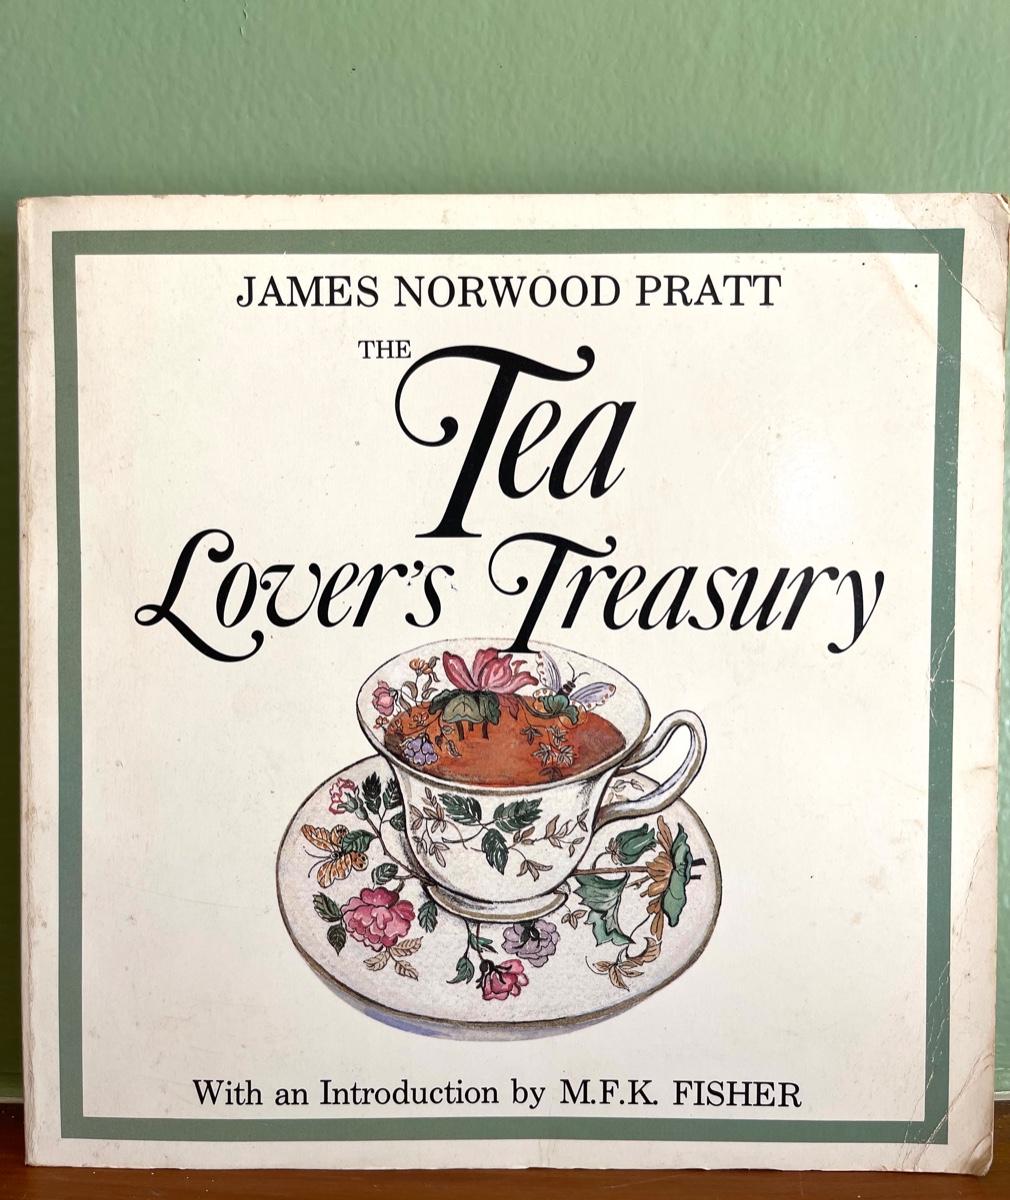 JAMES NORWOOD PRATT
THE
Tea
Lover's Treasury
With an Introduction by M.F.K. FISHER